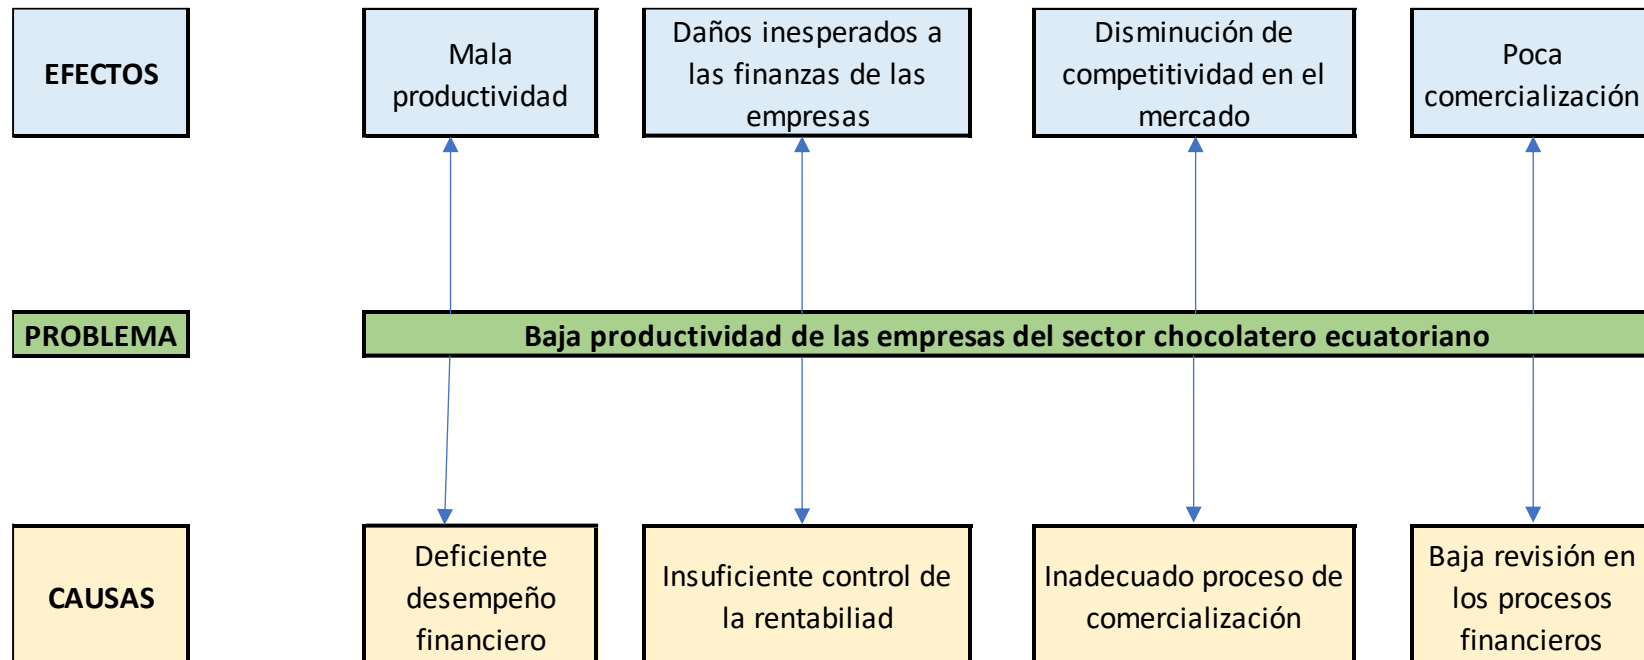 EFECTOS
Mala
productividad
Daños inesperados a
las finanzas de las
empresas
Disminución de
competitividad en el
mercado
Poca
comercialización
PROBLEMA
Baja productividad de las empresas del sector chocolatero ecuatoriano
CAUSAS
Deficiente
desempeño
financiero
Insuficiente control de
la rentabiliad
Inadecuado proceso de
comercialización
Baja revisión en
los procesos
financieros